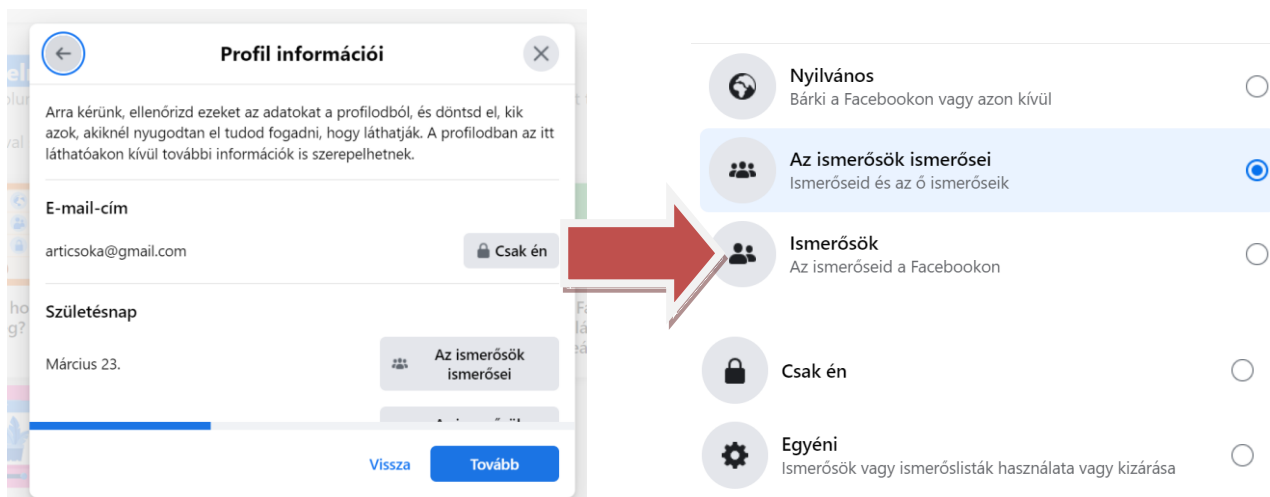 Profil információi
Arra kérünk, ellenőrizd ezeket az adatokat a profilodból, és döntsd el, kik
azok, akiknél nyugodtan el tudod fogadni, hogy láthatják. A profilodban az itt
láthatóakon kívül további információk is szerepelhetnek.
E-mail-cím
articsoka@gmail.com
Csak én
Születésnap
Március 23.
Az ismerősök
ismerősei
Vissza
Tovább
Nyilvános
Bárki a Facebookon vagy azon kívül
Az ismerősök ismerősei
Ismerőseid és az ő ismerőseik
Ismerősök
Az ismerőseid a Facebookon
Csak én
Egyéni
Ismerősök vagy ismerőslisták használata vagy kizárása